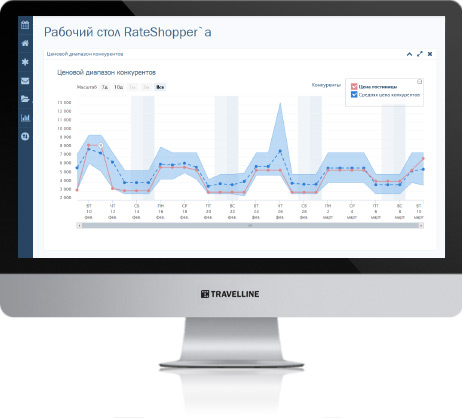 Рабочий стол RateShopper`а
Ценовой диапазон конкурентов
Ценовой диапазон конкурентов
Масштаб 7д 10д 1м 3м Все
Конкуренты
Цена гостиницы
Средняя цена конкурентов
13 000
12 000
11 000
10 000
9 000
8 000
7 000
6 000
5 000
4 000
3 000
2 000
ВТ ЧТ СБ ПН СР ПТ ВС ВТ ЧТ СБ ПН СР ПТ ВС ВТ
10 12 14 16 18 20 22 24 26 28 2 4 6 8 10
фев. фев. фев. фев. фев. фев. фев. фев. фев. фев. март март март март март
TRAVELLINE